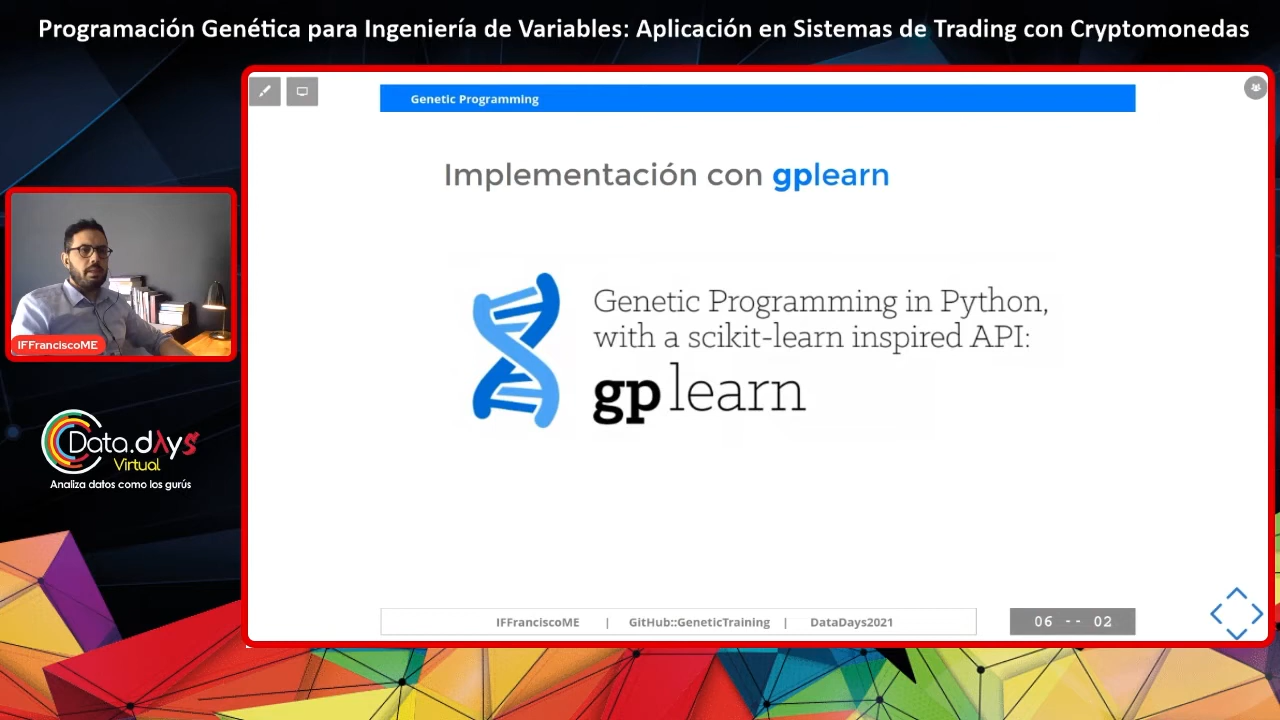 Programación Genética para Ingeniería de Variables: Aplicación en Sistemas de Trading con Cryptomonedas
Genetic Programming
Implementación con gplearn
Genetic Programming in Python,
with a scikit-learn inspired API:
gplearn
IFFranciscoME
Data.dAys
Virtual
Analiza datos como los gurús
IFFranciscoME | GitHub::GeneticTraining | DataDays2021
06 -- 02